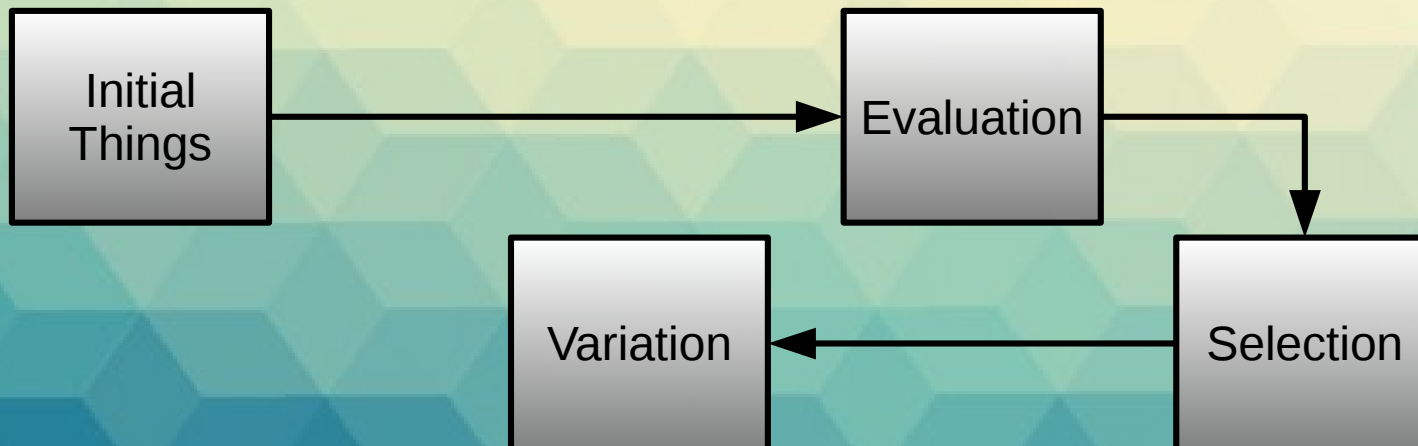 Initial
Things
Evaluation
Variation
Selection